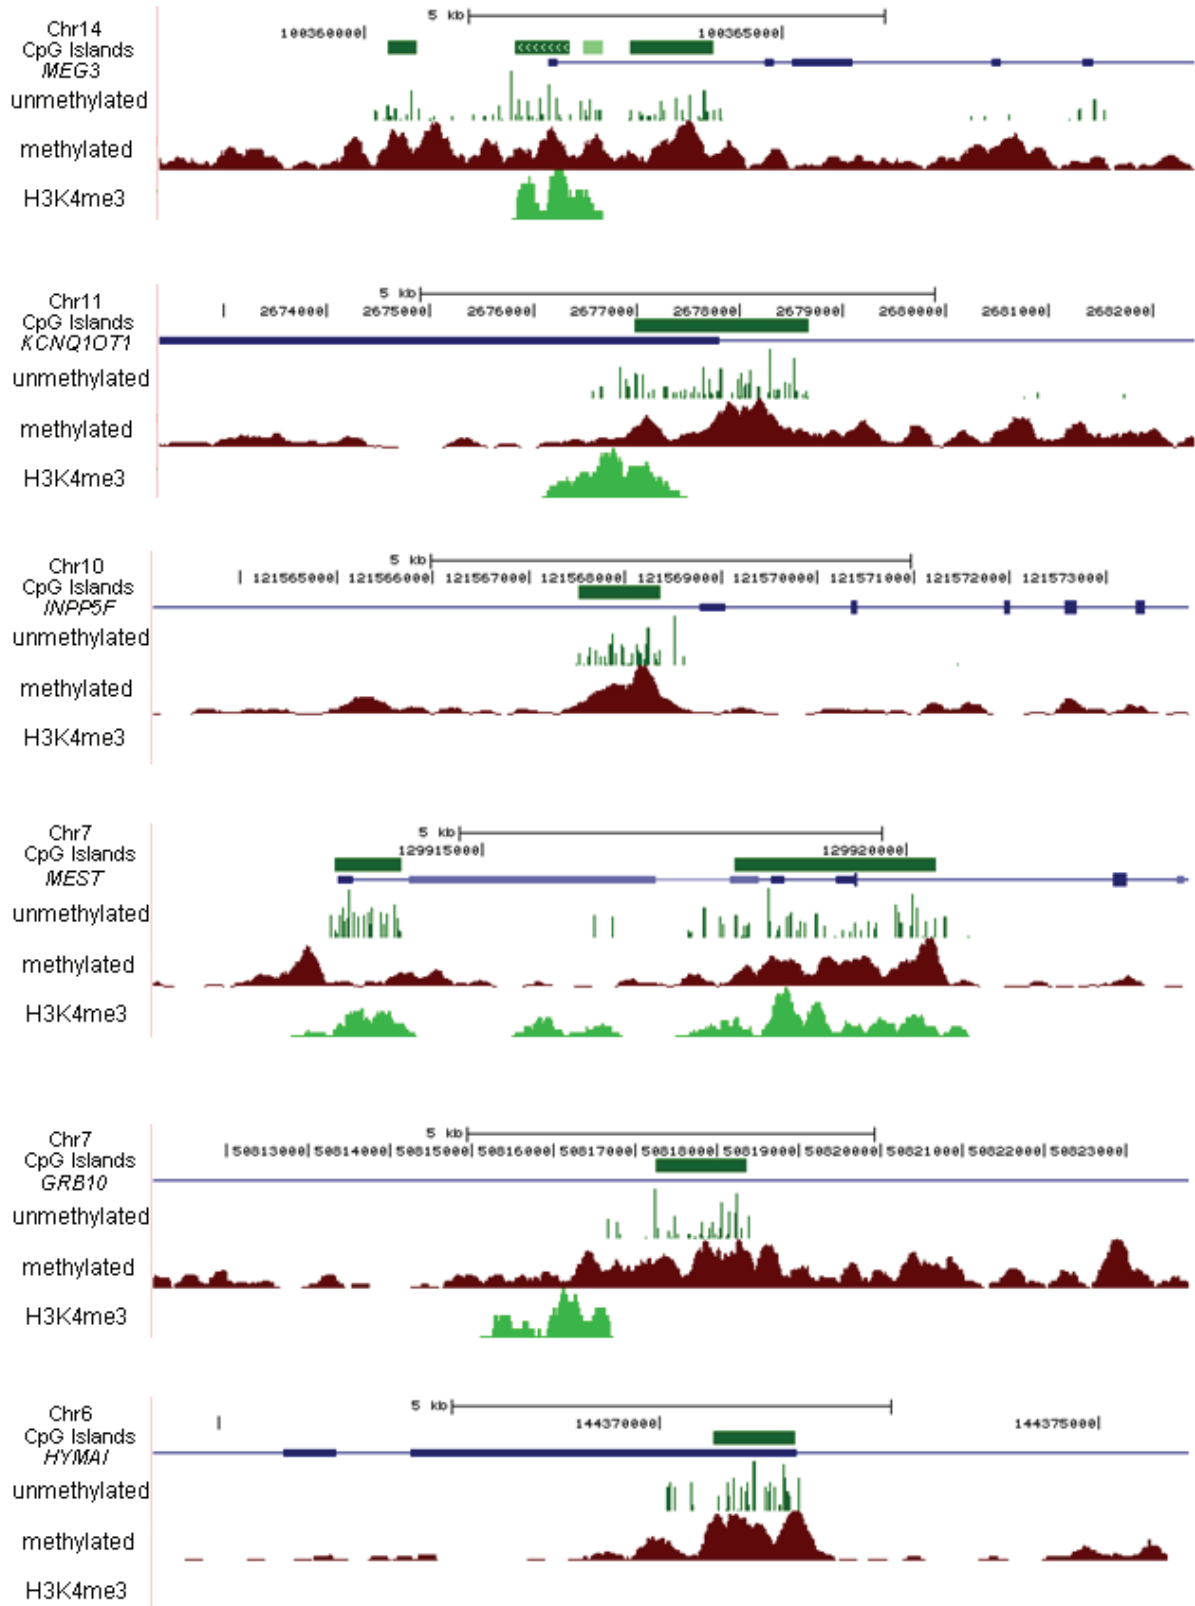 5 kb
Chr14
100360000| 100365000|
CpG Islands
<<<<<<<
MEG3
unmethylated
methylated
H3K4me3
5 kb
Chr11
2674000| 2675000| 2676000| 2677000| 2678000| 2679000| 2680000| 2681000| 2682000|
CpG Islands
KCNQ1OT1
unmethylated
methylated
H3K4me3
5 kb
Chr10
121565000| 121566000| 121567000| 121568000| 121569000| 121570000| 121571000| 121572000| 121573000|
CpG Islands
INPP5F
unmethylated
methylated
H3K4me3
5 kb
Chr7
129915000| 129920000|
CpG Islands
MEST
unmethylated
methylated
H3K4me3
5 kb
Chr7
50813000| 50814000| 50815000| 50816000| 50817000| 50818000| 50819000| 50820000| 50821000| 50822000| 50823000|
CpG Islands
GRB10
unmethylated
methylated
H3K4me3
5 kb
Chr6
144370000| 144375000|
CpG Islands
HYMAI
unmethylated
methylated
H3K4me3